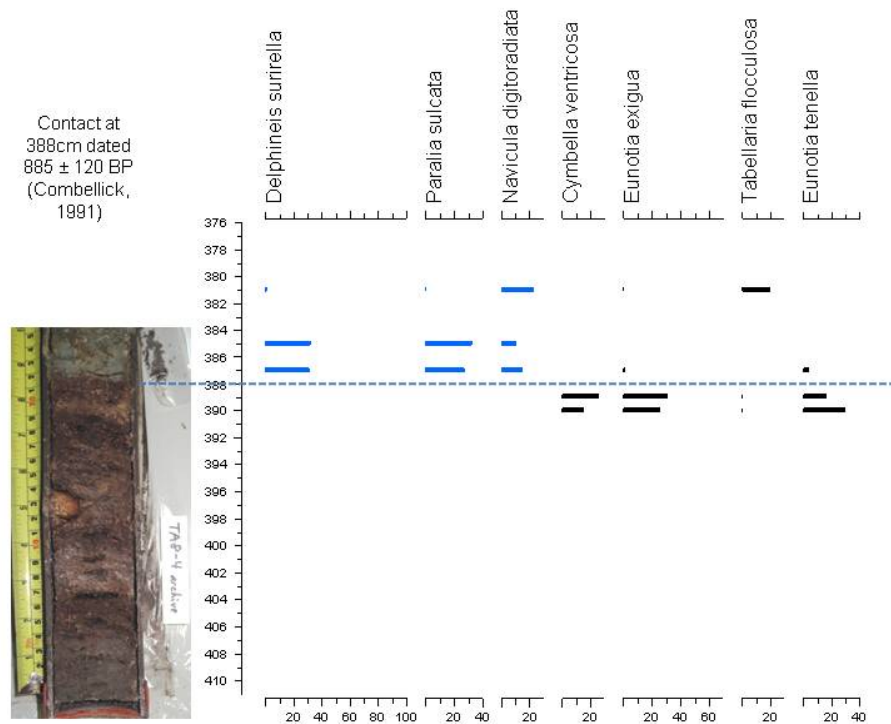 Contact at
388cm dated
885 ± 120 BP
(Combellick,
1991)
Delphineis surirella
Paralia sulcata
Navicula digitoradiata
Cymbella ventricosa
Eunotia exigua
Tabellaria flocculosa
Eunotia tenella
376
378
380
382
384
386
388
390
392
394
396
398
400
402
404
406
408
410
20 40 60 80 100 20 40 20 20 20 40 60 20 20 40
TA8-4 archive